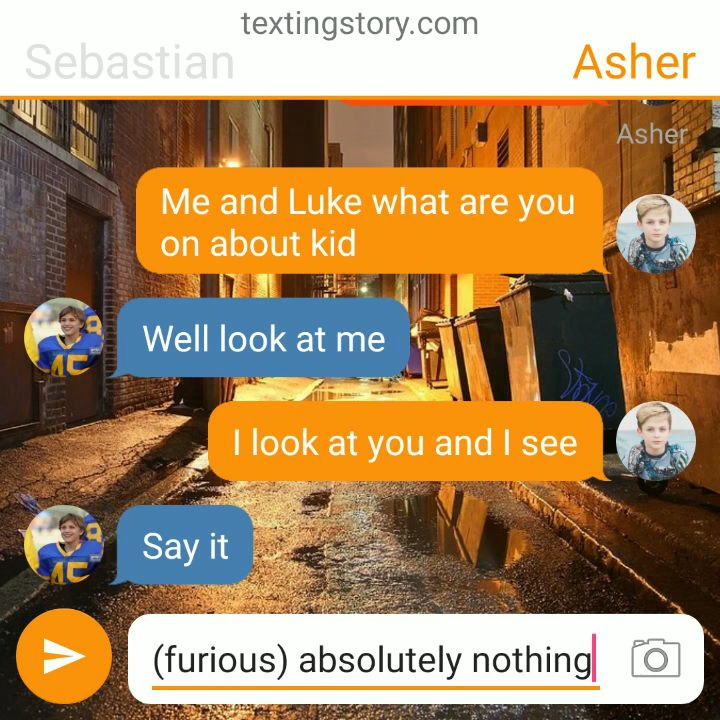 textingstory.com
Sebastian
Asher
Asher
Me and Luke what are you
on about kid
Well look at me
I look at you and I see
Say it
(furious) absolutely nothing